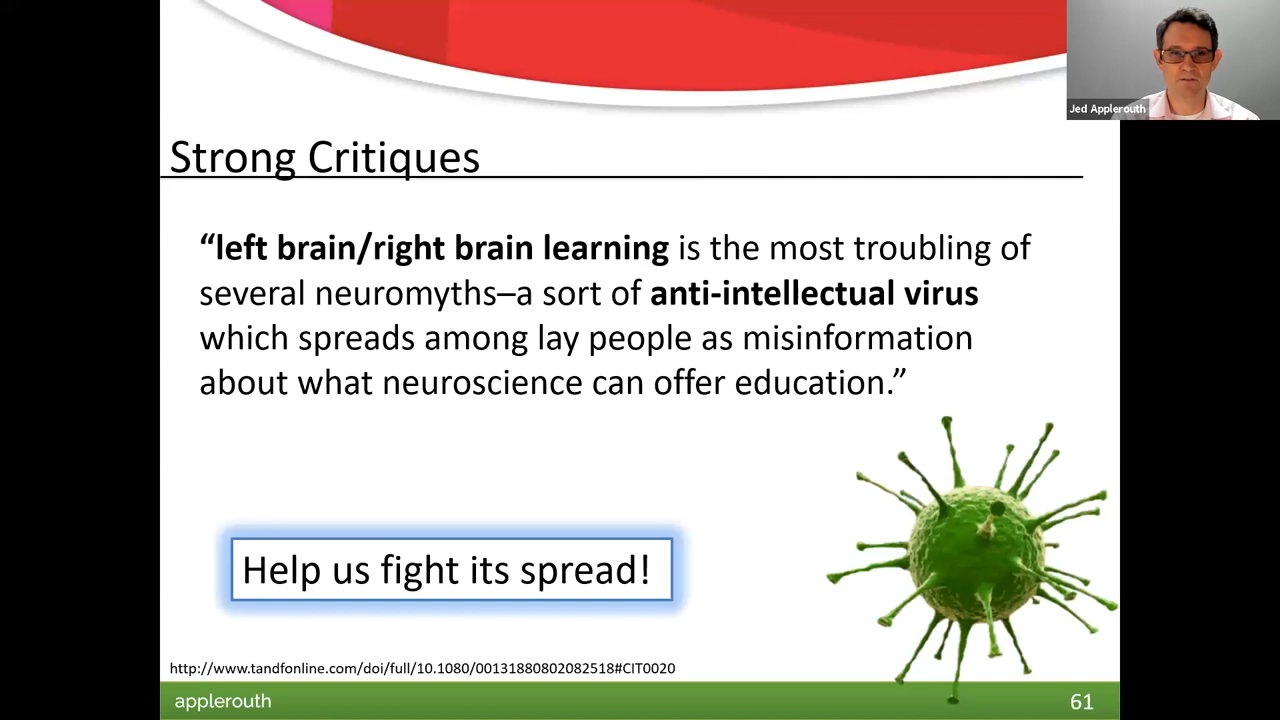 Jed Applerouth
Strong Critiques
“left brain/right brain learning is the most troubling of
several neuromyths–a sort of anti-intellectual virus
which spreads among lay people as misinformation
about what neuroscience can offer education.”
Help us fight its spread!
http://www.tandfonline.com/doi/full/10.1080/00131880802082518#CIT0020
applerouth
61